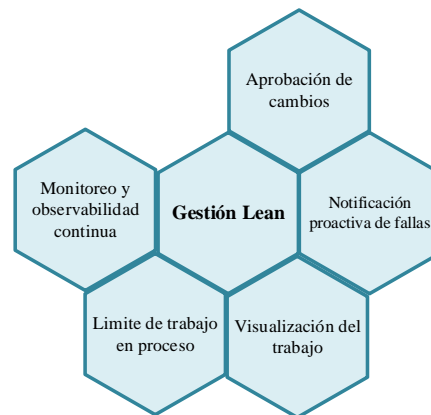 Aprobación de
cambios
Monitoreo y
observabilidad
continua
Gestión Lean
Notificación
proactiva de fallas
Limite de trabajo
en proceso
Visualización del
trabajo